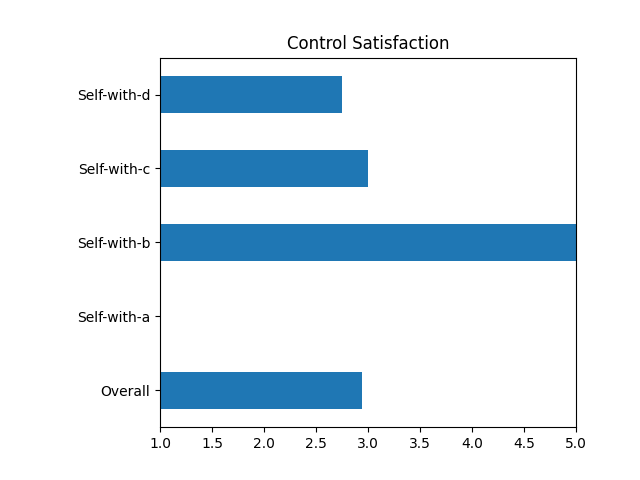 Control Satisfaction
Self-with-d
Self-with-c
Self-with-b
Self-with-a
Overall
1.0 1.5 2.0 2.5 3.0 3.5 4.0 4.5 5.0